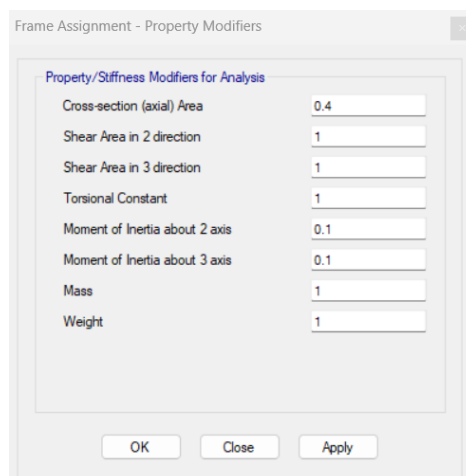 Frame Assignment - Property Modifiers
Property/Stiffness Modifiers for Analysis
Cross-section (axial) Area 0.4
Shear Area in 2 direction 1
Shear Area in 3 direction 1
Torsional Constant 1
Moment of Inertia about 2 axis 0.1
Moment of Inertia about 3 axis 0.1
Mass 1
Weight 1
OK Close Apply